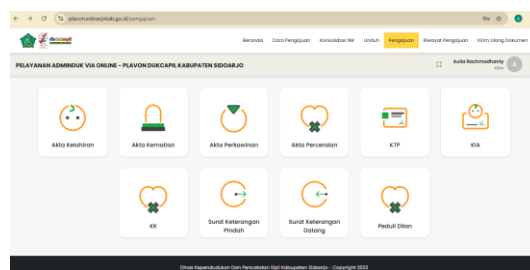 plavon.sidoarjokab.go.id/pengajuan
Beranda Cara Pengajuan Konsolidasi NIK Unduh Pengajuan Riwayat Pengajuan Kirim Ulang Dokumen
PELAYANAN ADMINDUK VIA ONLINE - PLAVON DUKCAPIL KABUPATEN SIDOARJO
Aulia Rachmadhanty
A
Akta Kelahiran Akta Kematian Akta Perkawinan Akta Perceraian KTP KIA
KK Surat Keterangan Pindah Surat Keterangan Datang Peduli Dilan
Dinas Kependudukan Dan Pencatatan Sipil Kabupaten Sidoarjo - Copyright 2022